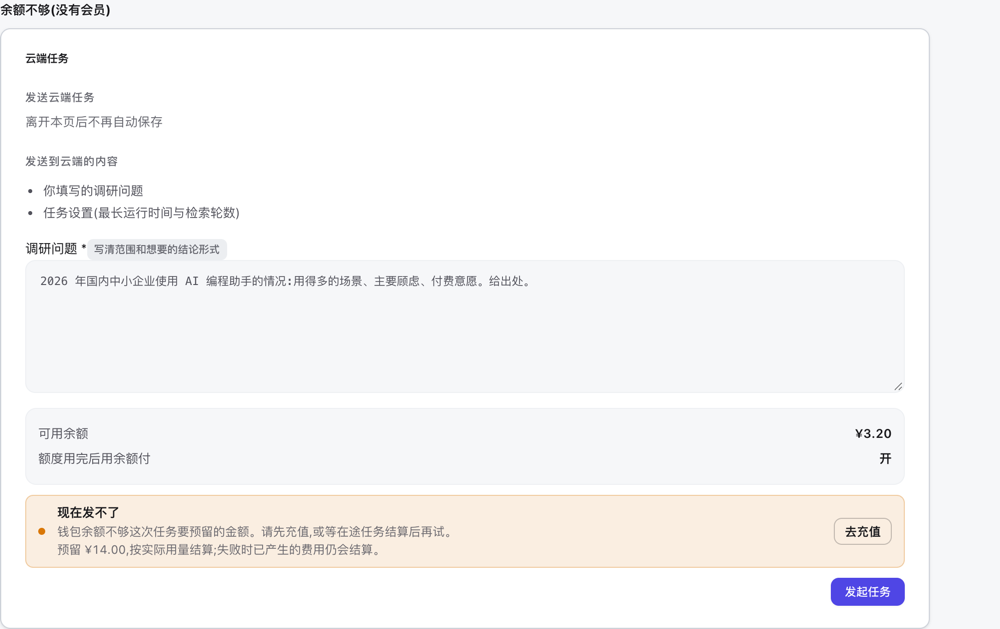 余额不够(没有会员)
云端任务
发送云端任务
离开本页后不再自动保存
发送到云端的内容
• 你填写的调研问题
• 任务设置(最长运行时间与检索轮数)
调研问题 * 写清范围和想要的结论形式
2026 年国内中小企业使用 AI 编程助手的情况:用得多的场景、主要顾虑、付费意愿。给出处。
可用余额 ¥3.20
额度用完后用余额付 开
现在发不了
钱包余额不够这次任务要预留的金额。请先充值,或等在途任务结算后再试。
预留 ¥14.00,按实际用量结算;失败时已产生的费用仍会结算。
去充值
发起任务